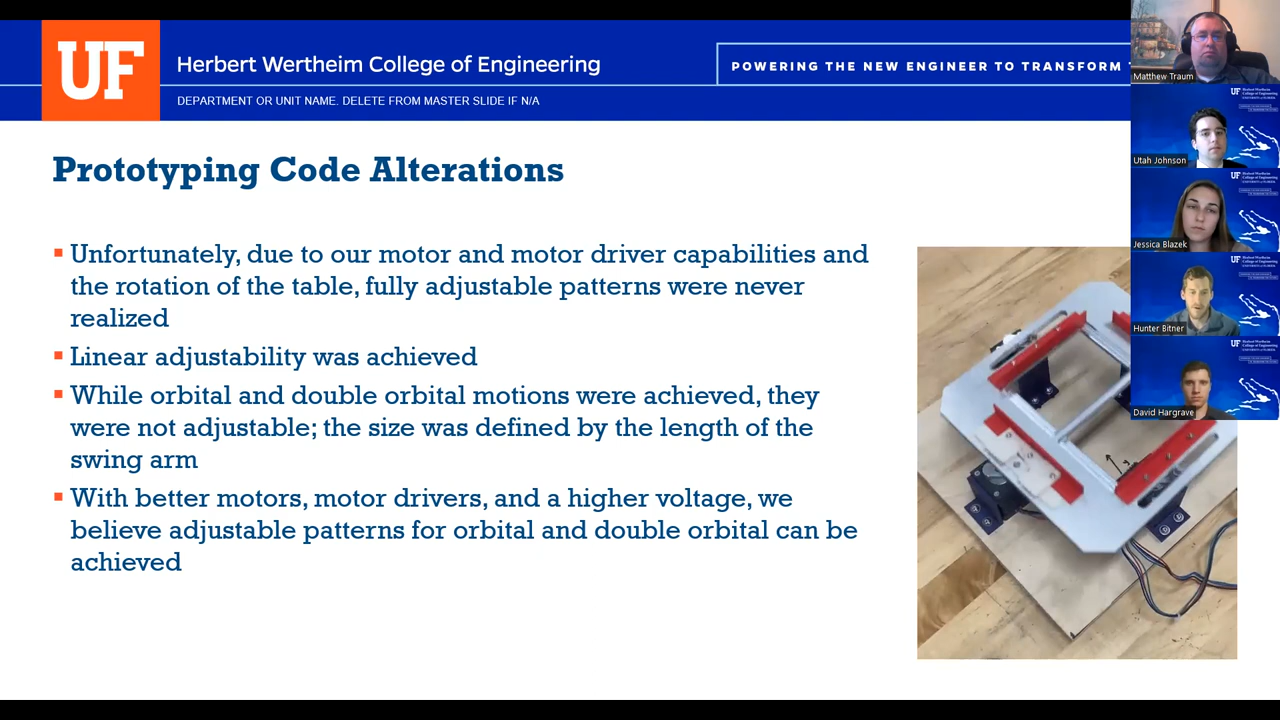 UF
Herbert Wertheim College of Engineering
POWERING THE NEW ENGINEER TO TRANSFORM
DEPARTMENT OR UNIT NAME. DELETE FROM MASTER SLIDE IF N/A
Matthew Traum
Utah Johnson
Jessica Blazek
Hunter Bitner
David Hargrave
Prototyping Code Alterations
Unfortunately, due to our motor and motor driver capabilities and
the rotation of the table, fully adjustable patterns were never
realized
Linear adjustability was achieved
While orbital and double orbital motions were achieved, they
were not adjustable; the size was defined by the length of the
swing arm
With better motors, motor drivers, and a higher voltage, we
believe adjustable patterns for orbital and double orbital can be
achieved